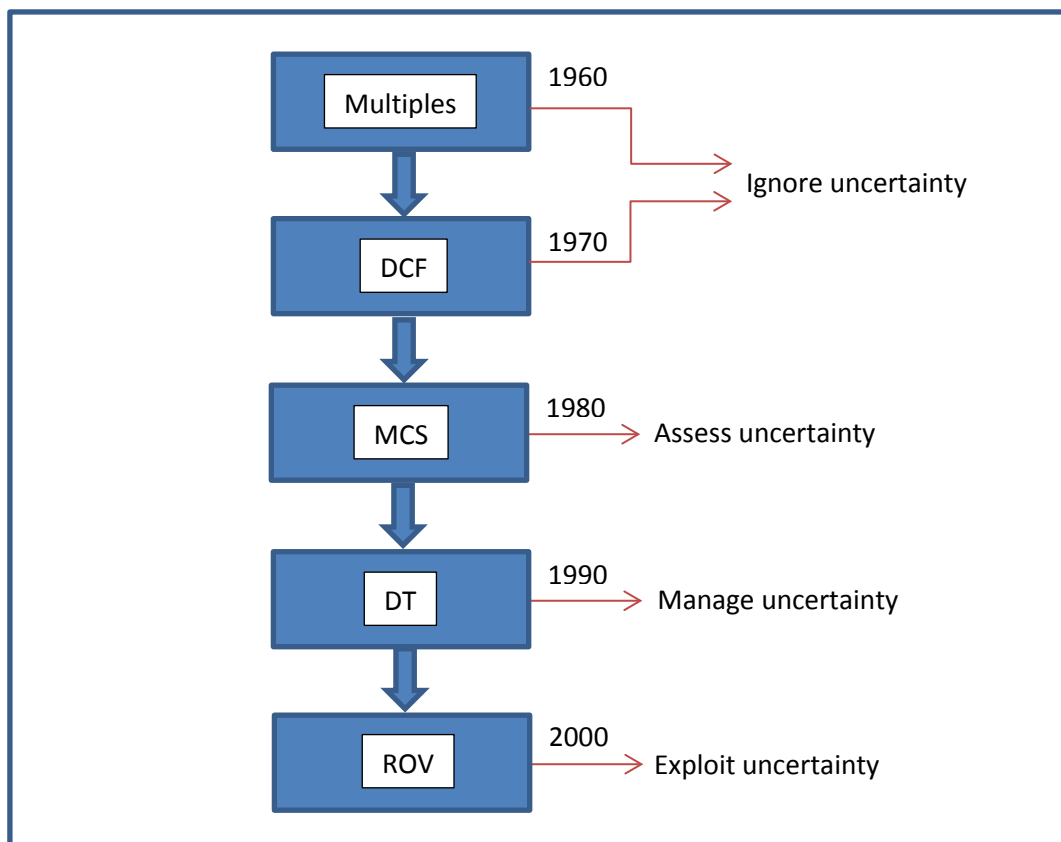 Multiples
1960
Ignore uncertainty
DCF
1970
MCS
1980
Assess uncertainty
DT
1990
Manage uncertainty
ROV
2000
Exploit uncertainty